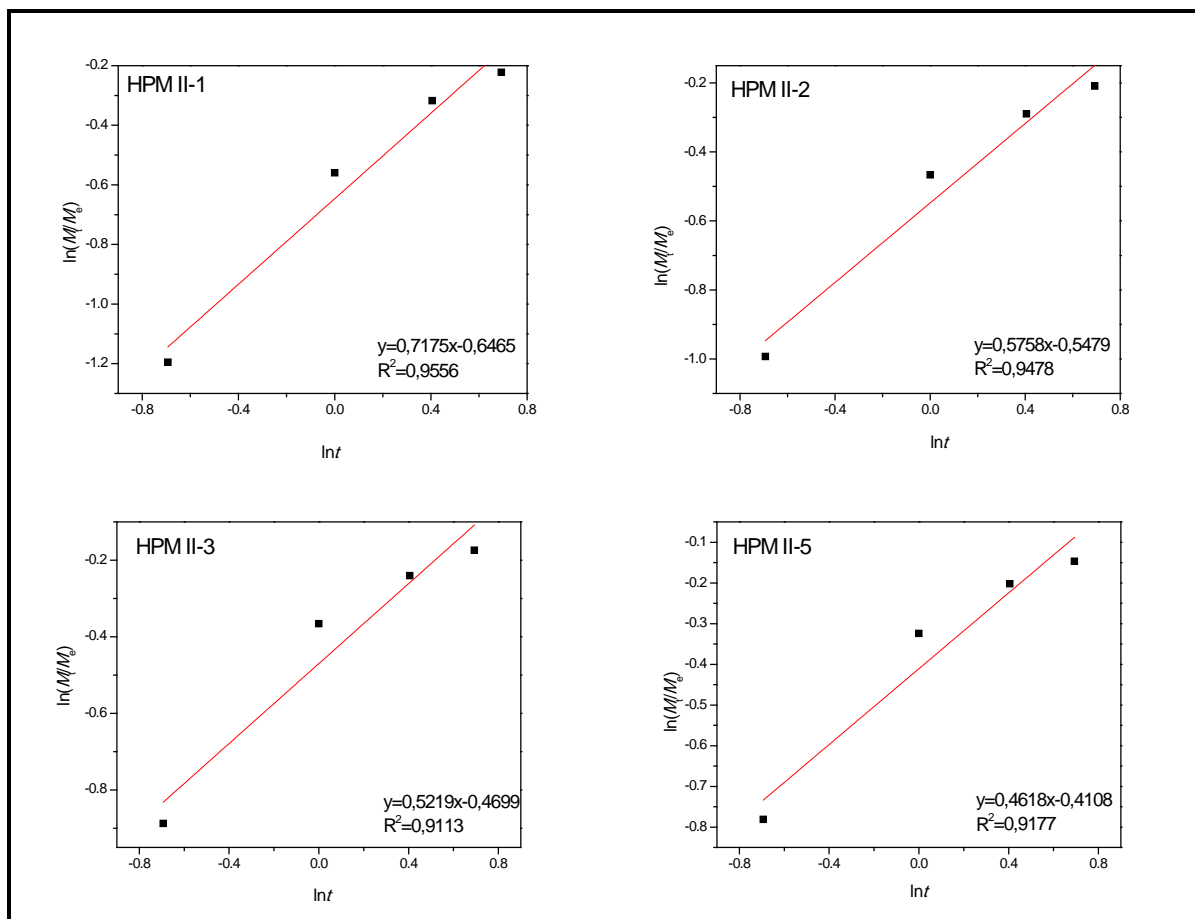 HPM II-1
-0.2
-0.4
-0.6
-0.8
-1.0
-1.2
ln(Mt/Me)
y=0,7175x-0,6465
R²=0,9556
-0.8 -0.4 0.0 0.4 0.8
lnt
HPM II-2
-0.2
-0.4
-0.6
-0.8
-1.0
ln(Mt/Me)
y=0,5758x-0,5479
R²=0,9478
-0.8 -0.4 0.0 0.4 0.8
lnt
HPM II-3
-0.2
-0.4
-0.6
-0.8
ln(Mt/Me)
y=0,5219x-0,4699
R²=0,9113
-0.8 -0.4 0.0 0.4 0.8
lnt
HPM II-5
-0.1
-0.2
-0.3
-0.4
-0.5
-0.6
-0.7
-0.8
ln(Mt/Me)
y=0,4618x-0,4108
R²=0,9177
-0.8 -0.4 0.0 0.4 0.8
lnt